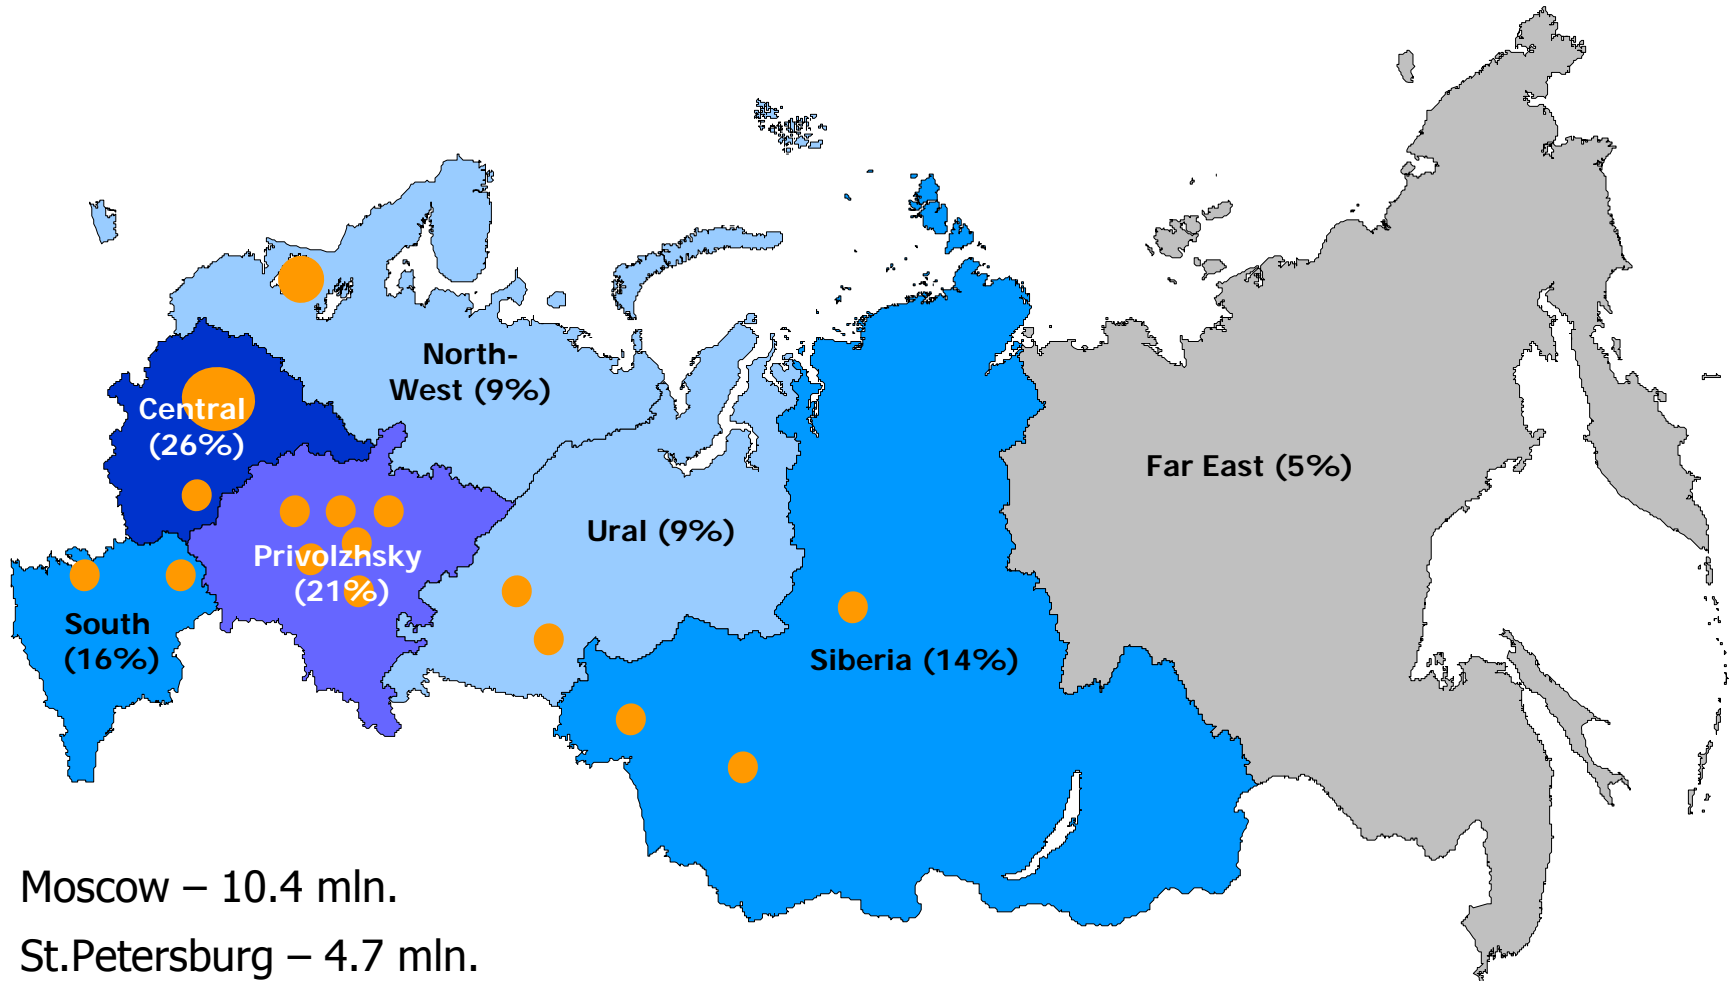 North-
West (9%)
Central
(26%)
Far East (5%)
Ural (9%)
Privolzhsky
(21%)
South
(16%)
Siberia (14%)
Moscow – 10.4 mln.
St.Petersburg – 4.7 mln.